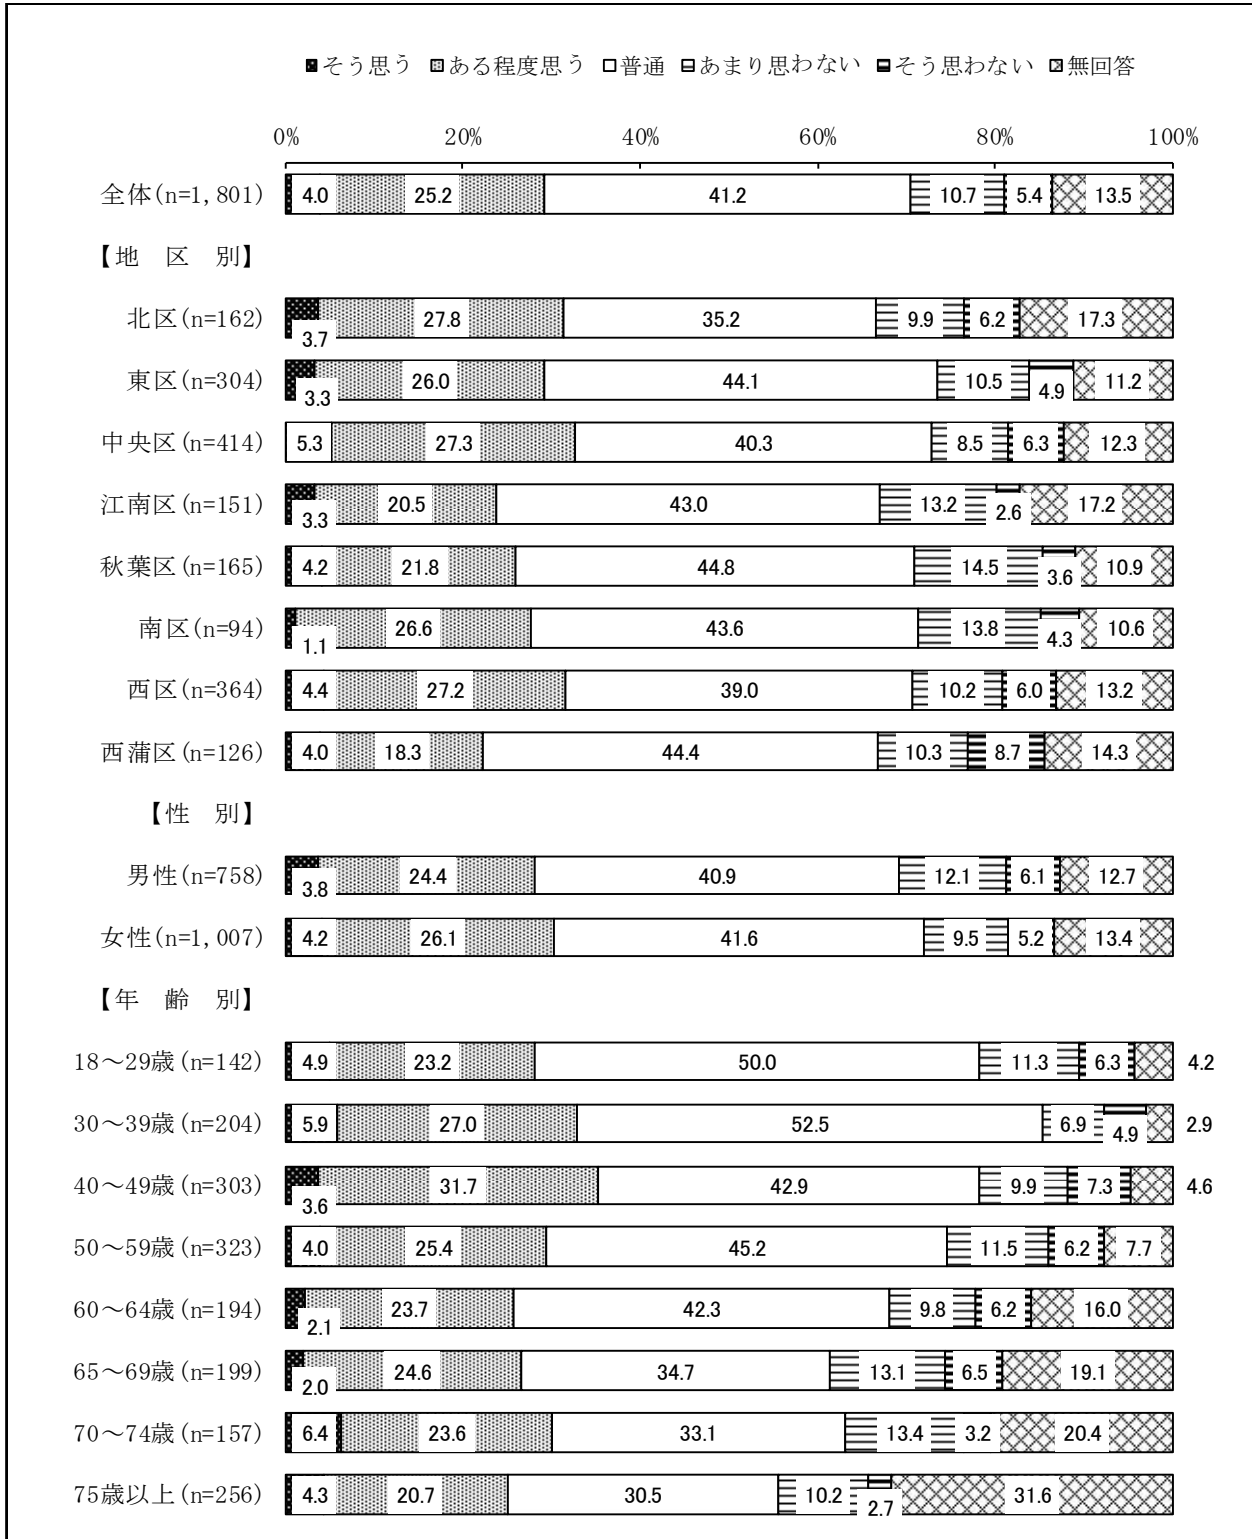 ■そう思う ▩ある程度思う □普通 ⊟あまり思わない ⊟そう思わない ▨無回答
0% 20% 40% 60% 80% 100%
全体(n=1,801) 4.0 25.2 41.2 10.7 5.4 13.5
【地 区 別】
北区(n=162) 3.7 27.8 35.2 9.9 6.2 17.3
東区(n=304) 3.3 26.0 44.1 10.5 4.9 11.2
中央区(n=414) 5.3 27.3 40.3 8.5 6.3 12.3
江南区(n=151) 3.3 20.5 43.0 13.2 2.6 17.2
秋葉区(n=165) 4.2 21.8 44.8 14.5 3.6 10.9
南区(n=94) 1.1 26.6 43.6 13.8 4.3 10.6
西区(n=364) 4.4 27.2 39.0 10.2 6.0 13.2
西蒲区(n=126) 4.0 18.3 44.4 10.3 8.7 14.3
【性 別】
男性(n=758) 3.8 24.4 40.9 12.1 6.1 12.7
女性(n=1,007) 4.2 26.1 41.6 9.5 5.2 13.4
【年 齢 別】
18～29歳(n=142) 4.9 23.2 50.0 11.3 6.3 4.2
30～39歳(n=204) 5.9 27.0 52.5 6.9 4.9 2.9
40～49歳(n=303) 3.6 31.7 42.9 9.9 7.3 4.6
50～59歳(n=323) 4.0 25.4 45.2 11.5 6.2 7.7
60～64歳(n=194) 2.1 23.7 42.3 9.8 6.2 16.0
65～69歳(n=199) 2.0 24.6 34.7 13.1 6.5 19.1
70～74歳(n=157) 6.4 23.6 33.1 13.4 3.2 20.4
75歳以上(n=256) 4.3 20.7 30.5 10.2 2.7 31.6